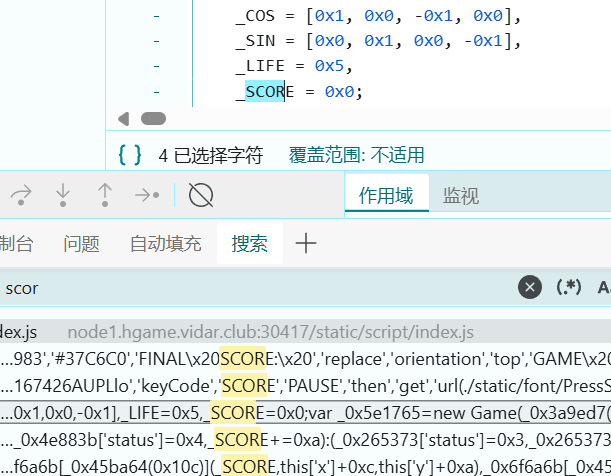 - _COS = [0x1, 0x0, -0x1, 0x0],
- _SIN = [0x0, 0x1, 0x0, -0x1],
- _LIFE = 0x5,
- _SCORE = 0x0;
{ } 4 已选择字符 覆盖范围: 不适用
作用域 监视
制台 问题 自动填充 搜索 +
scor (.*) A
dex.js node1.hgame.vidar.club:30417/static/script/index.js
…983','#37C6C0','FINAL\x20SCORE:\x20','replace','orientation','top','GAME\x20
…167426AUPLlo','keyCode','SCORE','PAUSE','then','get','url(./static/font/PressS
…0x1,0x0,-0x1],_LIFE=0x5,_SCORE=0x0;var _0x5e1765=new Game(_0x3a9ed7(
…_0x4e883b['status']=0x4,_SCORE+=0xa):(_0x265373['status']=0x3,_0x26537
…f6a6b[_0x45ba64(0x10c)](_SCORE,this['x']+0xc,this['y']+0xa),_0x6f6a6b[_0x